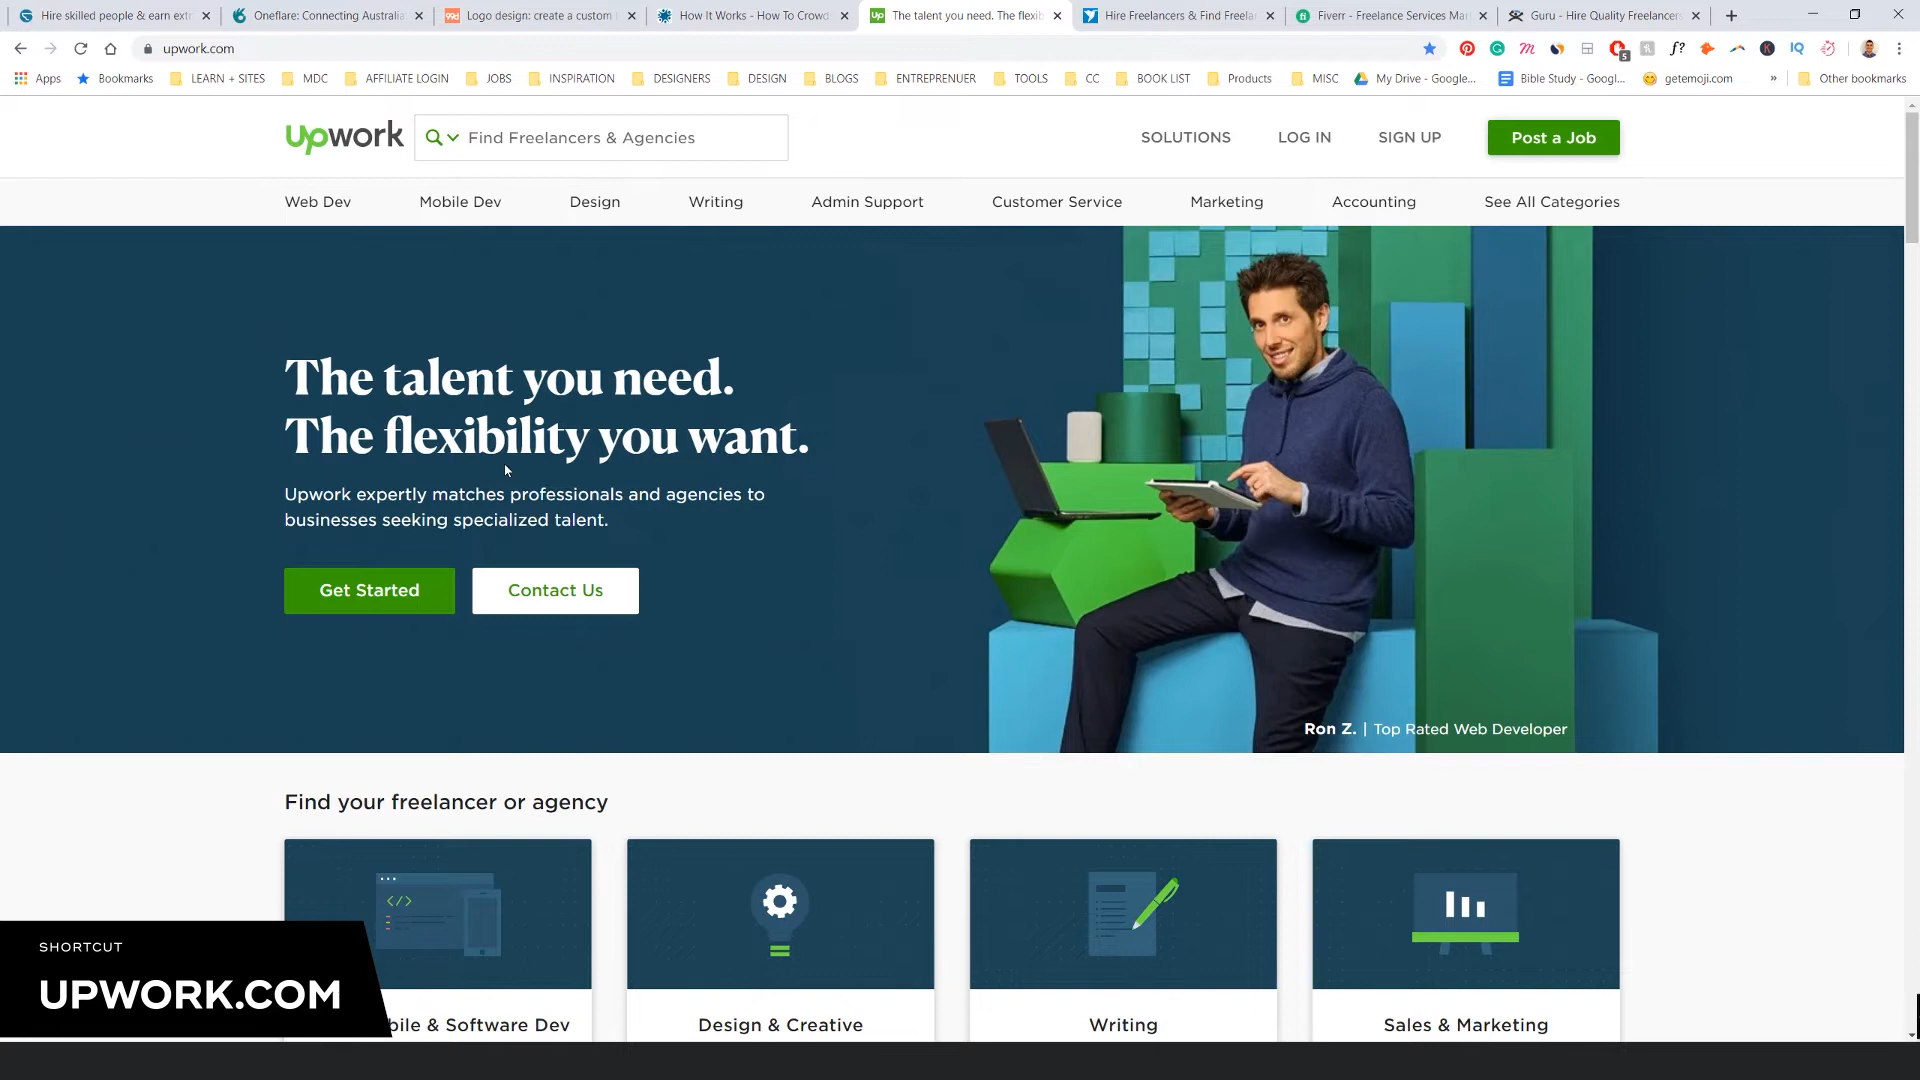 Hire skilled people & earn ext
Oneflare: Connecting Australia
99d
Logo design: create a custom
How It Works - How To Crowd
Up
The talent you need. The flexib
Hire Freelancers & Find Freela
fi
Fiverr - Freelance Services Mar
Guru - Hire Quality Freelancers
upwork.com
5
f?
K
IQ
Apps
Bookmarks
LEARN + SITES
MDC
AFFILIATE LOGIN
JOBS
INSPIRATION
DESIGNERS
DESIGN
BLOGS
ENTREPRENUER
TOOLS
CC
BOOK LIST
Products
MISC
My Drive - Google...
Bible Study - Googl...
getemoji.com
»
Other bookmarks
upwork
Find Freelancers & Agencies
SOLUTIONS
LOG IN
SIGN UP
Post a Job
Web Dev
Mobile Dev
Design
Writing
Admin Support
Customer Service
Marketing
Accounting
See All Categories
The talent you need.
The flexibility you want.
Upwork expertly matches professionals and agencies to
businesses seeking specialized talent.
Get Started
Contact Us
Ron Z. | Top Rated Web Developer
Find your freelancer or agency
</>
bile & Software Dev
Design & Creative
Writing
Sales & Marketing
SHORTCUT
UPWORK.COM